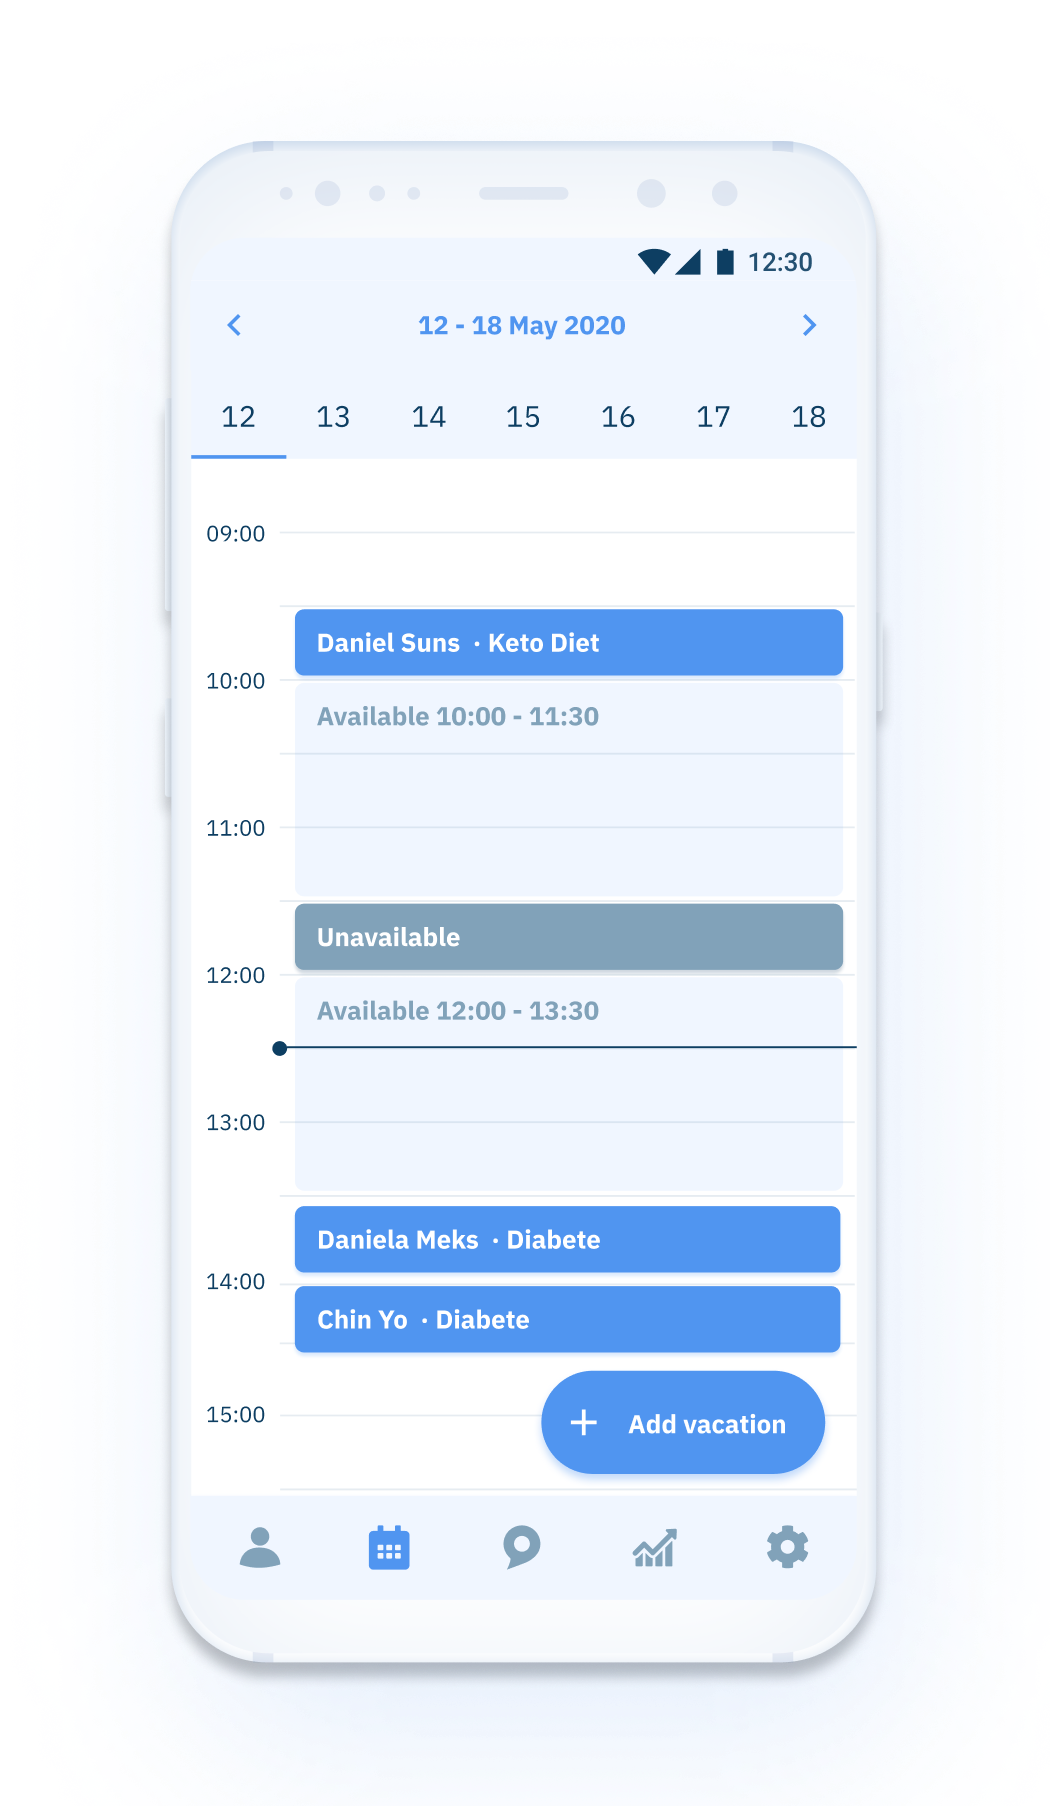 12:30
12 - 18 May 2020
12 13 14 15 16 17 18
09:00
Daniel Suns · Keto Diet
10:00
Available 10:00 - 11:30
11:00
Unavailable
12:00
Available 12:00 - 13:30
13:00
Daniela Meks · Diabete
14:00
Chin Yo · Diabete
15:00
+ Add vacation